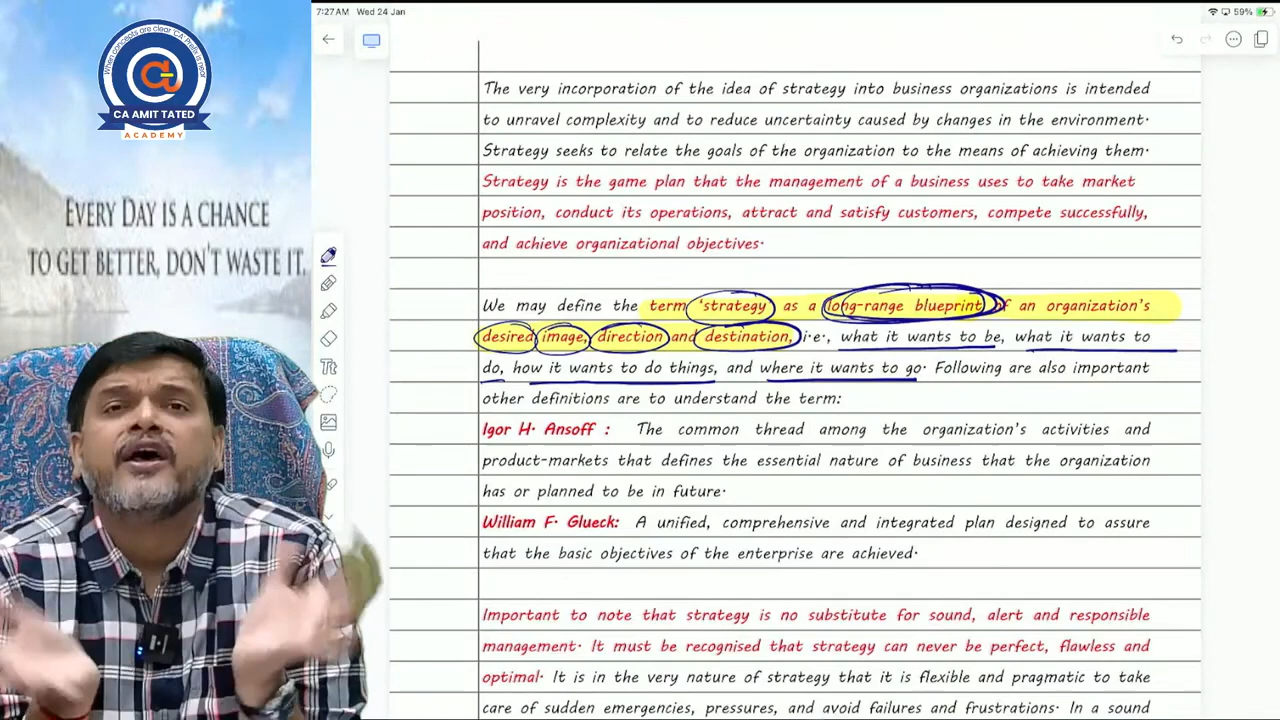 7:27 AM Wed 24 Jan
59%
When concepts are clear 'CA' Prefix is near
CA AMIT TATED
ACADEMY
EVERY DAY IS A CHANCE
TO GET BETTER, DON'T WASTE IT.
Tt
The very incorporation of the idea of strategy into business organizations is intended
to unravel complexity and to reduce uncertainty caused by changes in the environment.
Strategy seeks to relate the goals of the organization to the means of achieving them.
Strategy is the game plan that the management of a business uses to take market
position, conduct its operations, attract and satisfy customers, compete successfully,
and achieve organizational objectives.
We may define the term 'strategy as a long-range blueprint of an organization's
desired image, direction and destination, i.e., what it wants to be, what it wants to
do, how it wants to do things, and where it wants to go. Following are also important
other definitions are to understand the term:
Igor H. Ansoff : The common thread among the organization's activities and
product-markets that defines the essential nature of business that the organization
has or planned to be in future.
William F. Glueck: A unified, comprehensive and integrated plan designed to assure
that the basic objectives of the enterprise are achieved.
Important to note that strategy is no substitute for sound, alert and responsible
management. It must be recognised that strategy can never be perfect, flawless and
optimal. It is in the very nature of strategy that it is flexible and pragmatic to take
care of sudden emergencies, pressures, and avoid failures and frustrations. In a sound